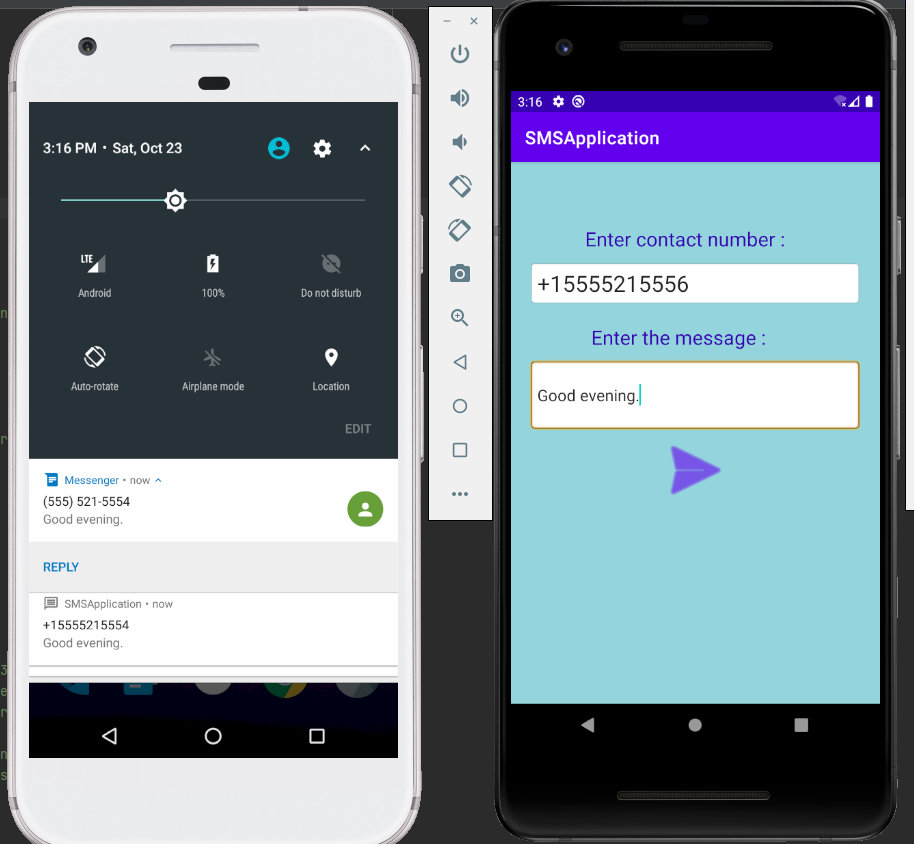 3:16 PM • Sat, Oct 23
LTE
Android
100%
Do not disturb
Auto-rotate
Airplane mode
Location
EDIT
Messenger • now
(555) 521-5554
Good evening.
REPLY
SMSApplication • now
+15555215554
Good evening.
3:16
SMSApplication
Enter contact number :
+15555215556
Enter the message :
Good evening.